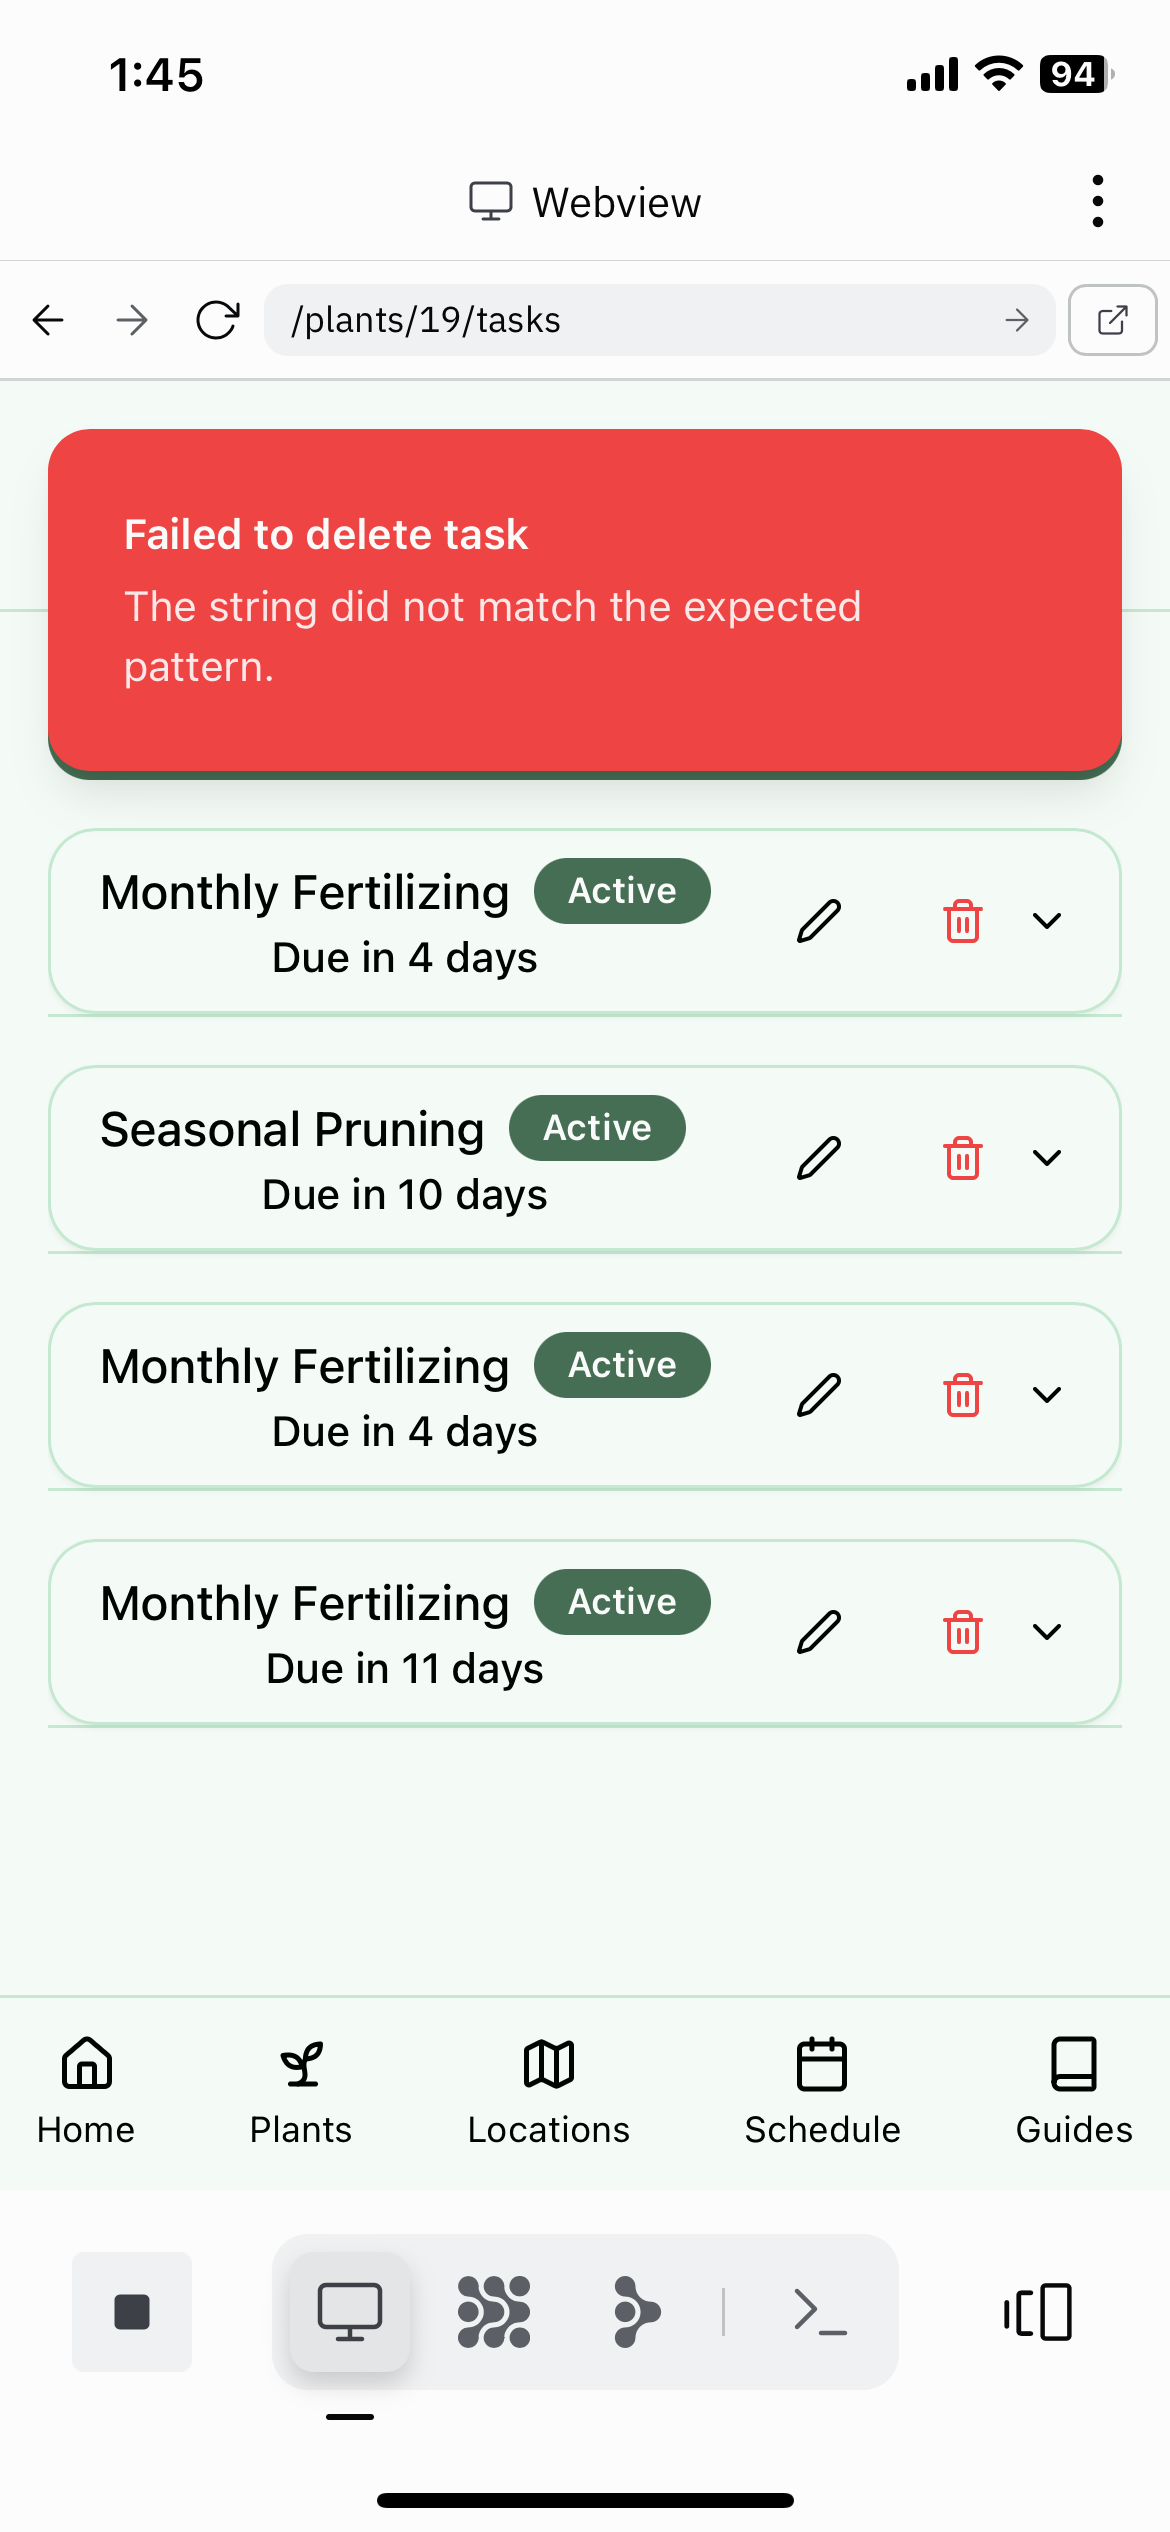 1:45
94
Webview
/plants/19/tasks
Failed to delete task
The string did not match the expected
pattern.
Monthly Fertilizing
Active
Due in 4 days
Seasonal Pruning
Active
Due in 10 days
Monthly Fertilizing
Active
Due in 4 days
Monthly Fertilizing
Active
Due in 11 days
Home
Plants
Locations
Schedule
Guides